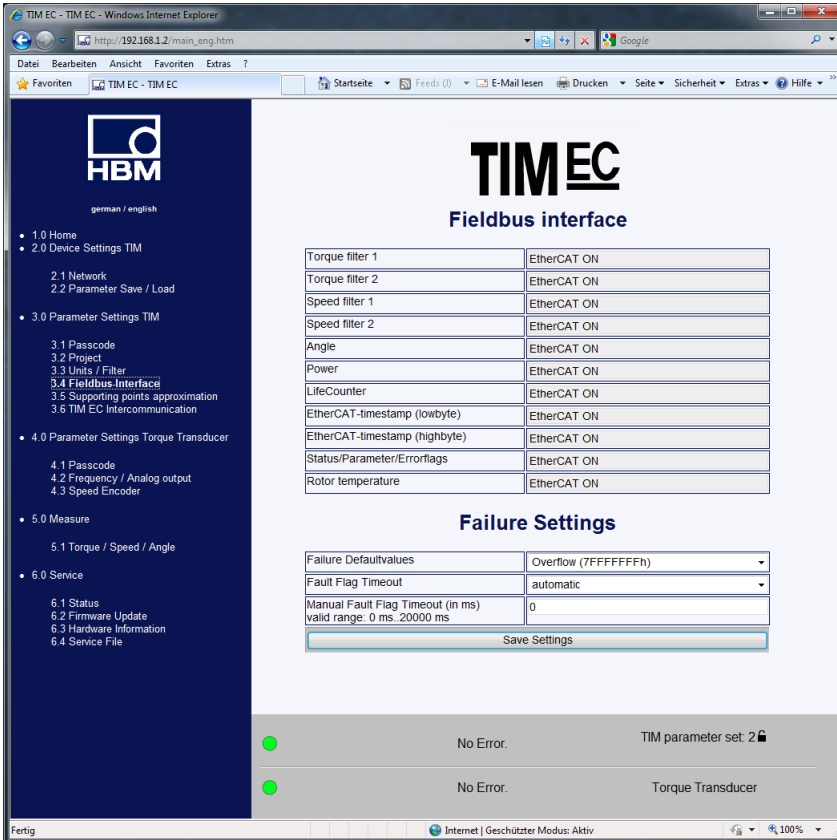 TIM EC - TIM EC - Windows Internet Explorer
http://192.168.1.2/main_eng.htm
Google
Datei Bearbeiten Ansicht Favoriten Extras ?
Favoriten
TIM EC - TIM EC
Startseite
Feeds (J)
E-Mail lesen
Drucken
Seite
Sicherheit
Extras
Hilfe
HBM
german / english
1.0 Home
2.0 Device Settings TIM
2.1 Network
2.2 Parameter Save / Load
3.0 Parameter Settings TIM
3.1 Passcode
3.2 Project
3.3 Units / Filter
3.4 Fieldbus-Interface
3.5 Supporting points approximation
3.6 TIM EC Intercommunication
4.0 Parameter Settings Torque Transducer
4.1 Passcode
4.2 Frequency / Analog output
4.3 Speed Encoder
5.0 Measure
5.1 Torque / Speed / Angle
6.0 Service
6.1 Status
6.2 Firmware Update
6.3 Hardware Information
6.4 Service File
TIM EC
Fieldbus interface
Torque filter 1 EtherCAT ON
Torque filter 2 EtherCAT ON
Speed filter 1 EtherCAT ON
Speed filter 2 EtherCAT ON
Angle EtherCAT ON
Power EtherCAT ON
LifeCounter EtherCAT ON
EtherCAT-timestamp (lowbyte) EtherCAT ON
EtherCAT-timestamp (highbyte) EtherCAT ON
Status/Parameter/Errorflags EtherCAT ON
Rotor temperature EtherCAT ON
Failure Settings
Failure Defaultvalues Overflow (7FFFFFFFh)
Fault Flag Timeout automatic
Manual Fault Flag Timeout (in ms) 0
valid range: 0 ms..20000 ms
Save Settings
No Error. TIM parameter set: 2
No Error. Torque Transducer
Fertig
Internet | Geschützter Modus: Aktiv
100%